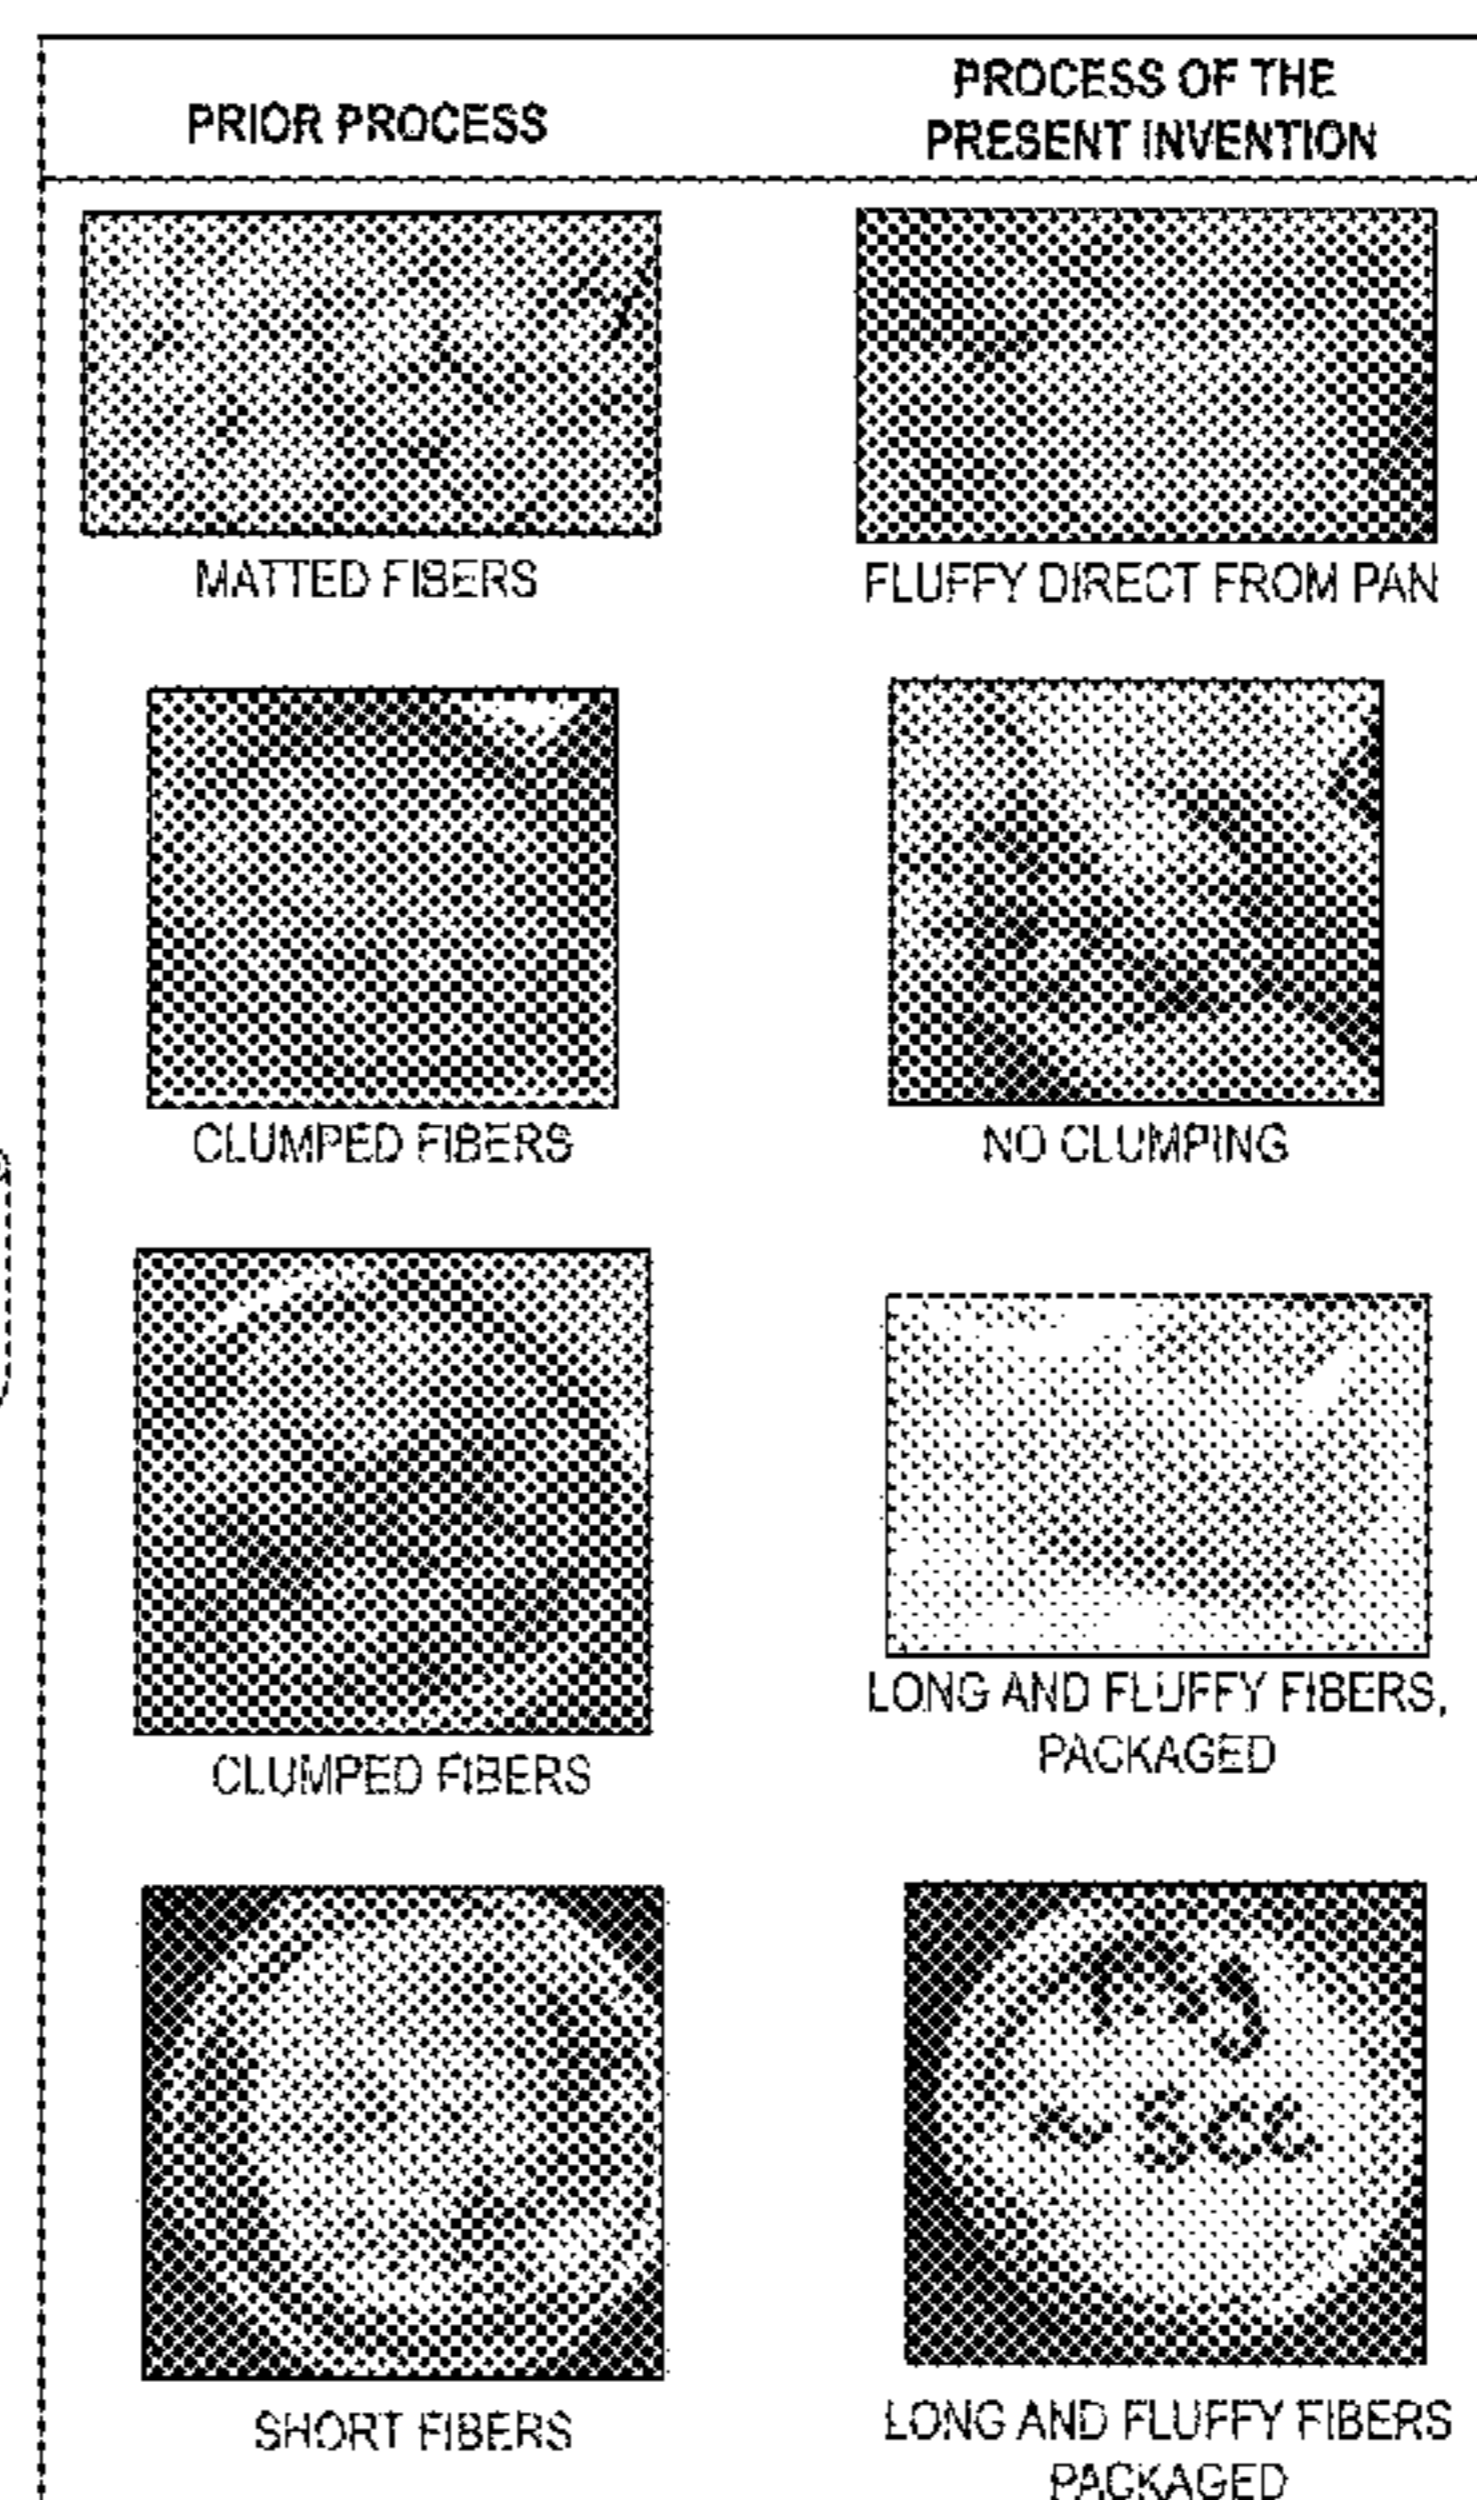 PRIOR PROCESS
PROCESS OF THE
PRESENT INVENTION
MATTED FIBERS
FLUFFY DIRECT FROM PAN
CLUMPED FIBERS
NO CLUMPING
CLUMPED FIBERS
LONG AND FLUFFY FIBERS,
PACKAGED
SHORT FIBERS
LONG AND FLUFFY FIBERS
PACKAGED